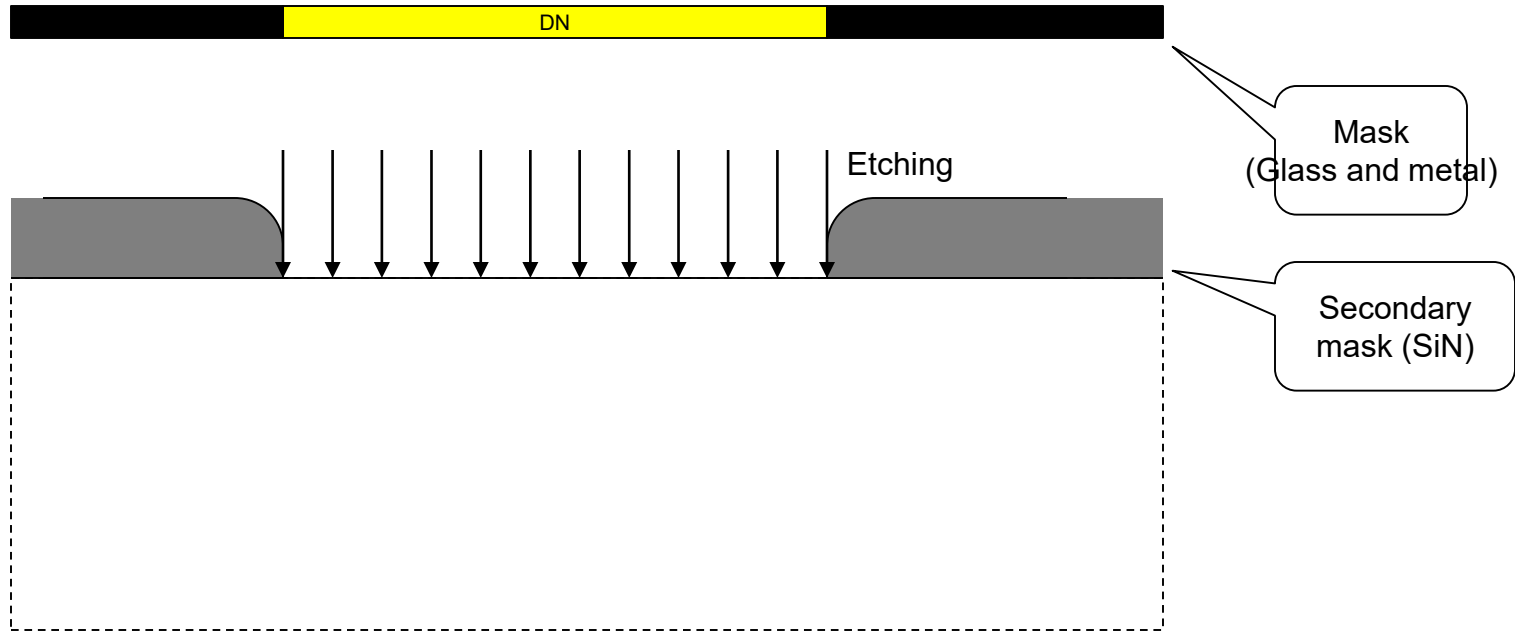 DN
Etching
Mask
(Glass and metal)
Secondary
mask (SiN)